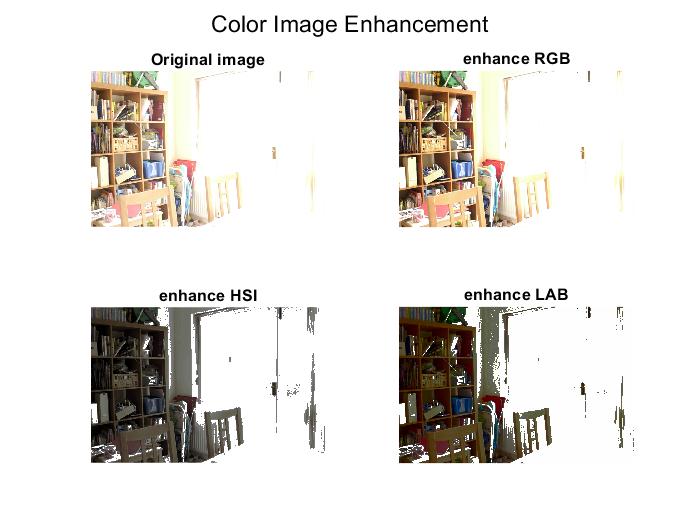 Color Image Enhancement
Original image
enhance RGB
enhance HSI
enhance LAB